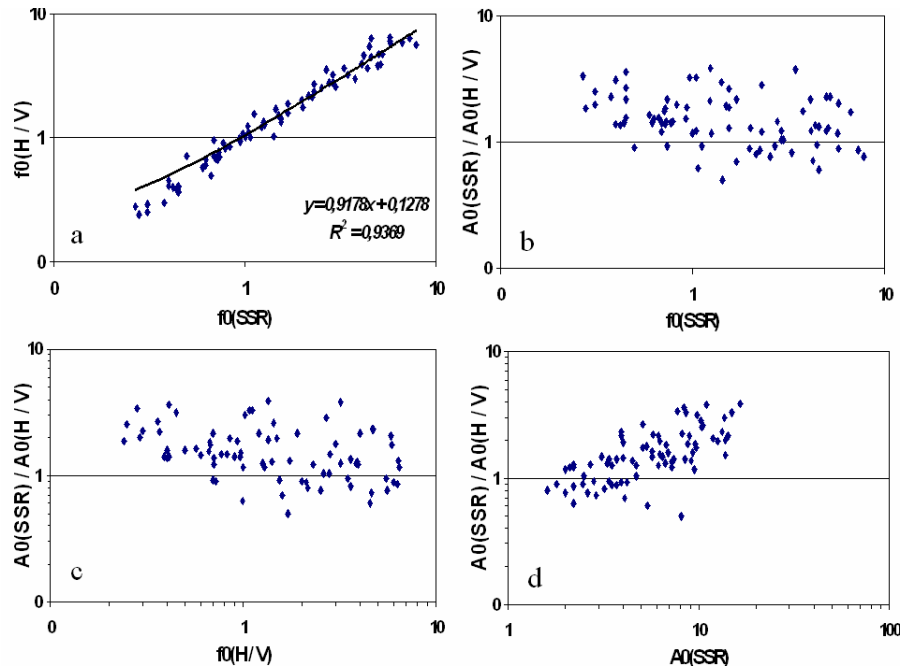 10
f0(H / V)
1
y=0,9178x+0,1278
R² =0,9369
a
0
0 1 10
f0(SSR)
10
A0(SSR) / A0(H / V)
1
b
0
0 1 10
f0(SSR)
10
A0(SSR) / A0(H / V)
1
c
0
0 1 10
f0(H/V)
10
A0(SSR) / A0(H / V)
1
d
0
1 10 100
A0(SSR)